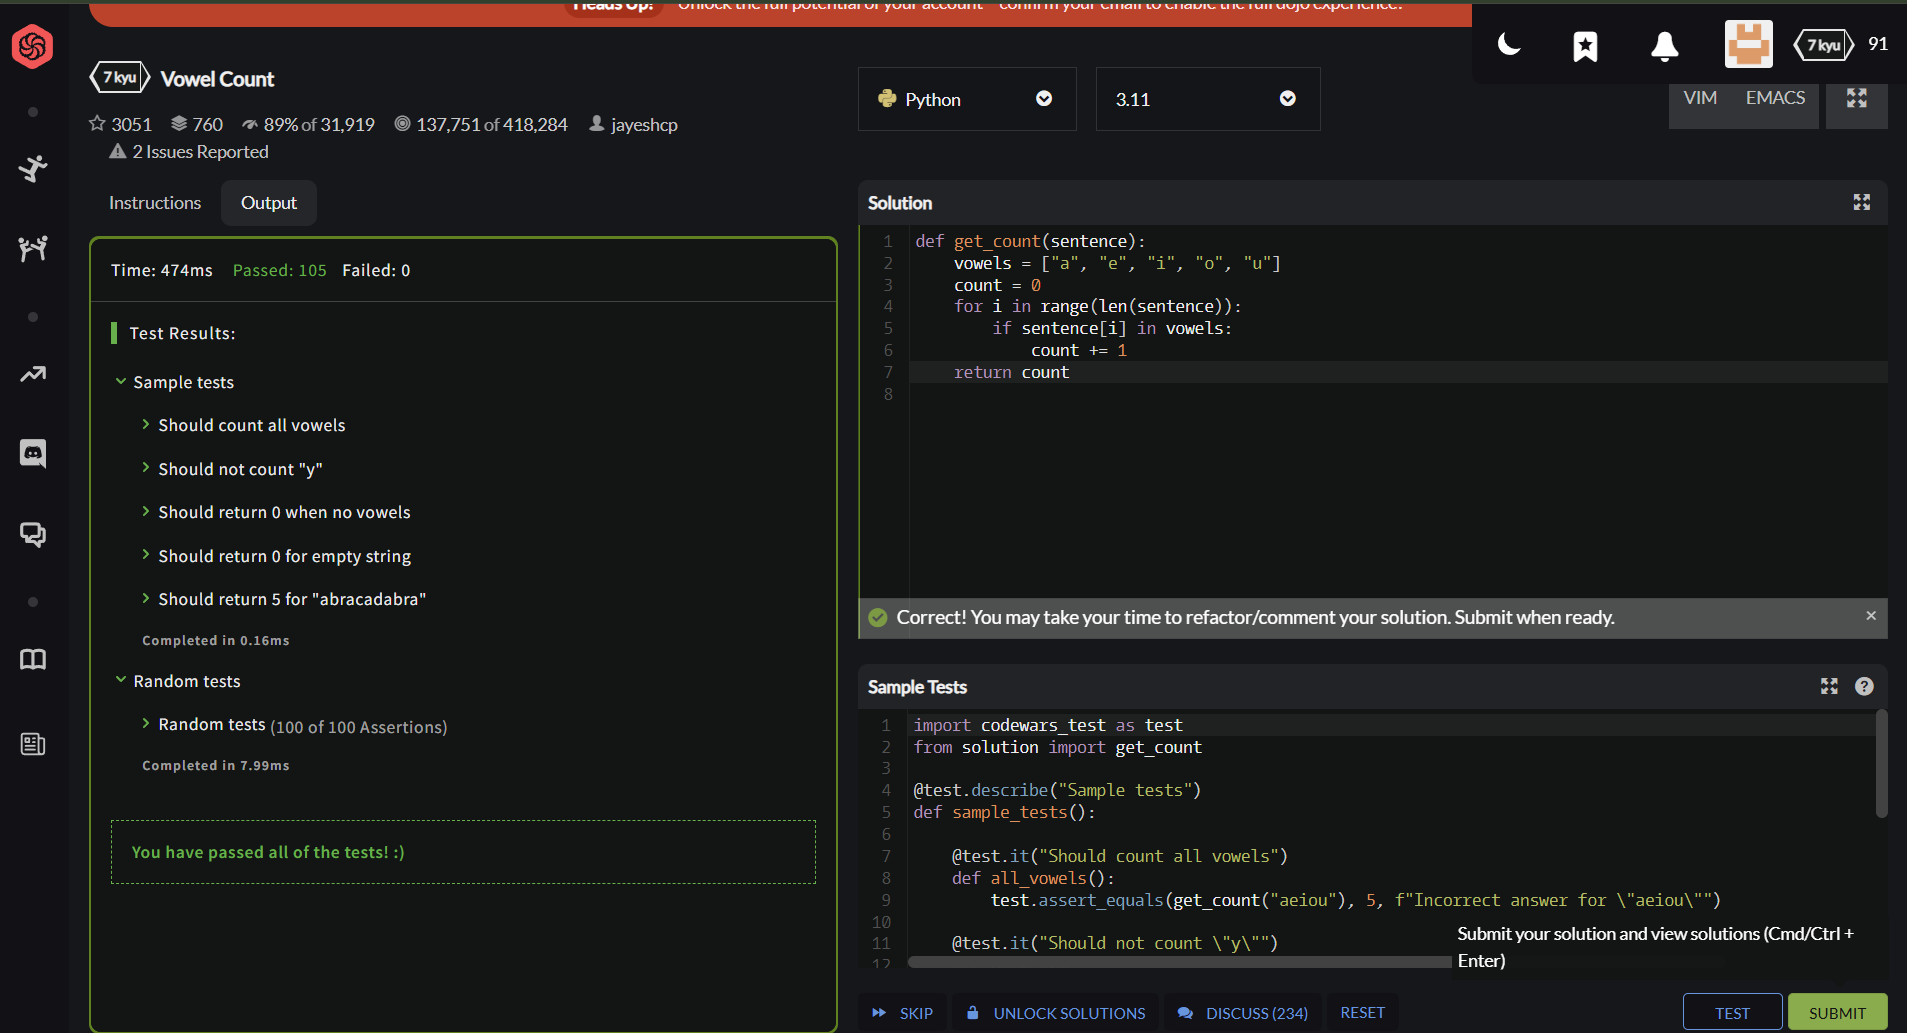 Heads Up! Unlock the full potential of your account - confirm your email to enable the full dojo experience.
7 kyu 91
7 kyu Vowel Count
3051 760 89% of 31,919 137,751 of 418,284 jayeshcp
2 Issues Reported
Python 3.11 VIM EMACS
Instructions Output
Time: 474ms Passed: 105 Failed: 0
Test Results:
Sample tests
Should count all vowels
Should not count "y"
Should return 0 when no vowels
Should return 0 for empty string
Should return 5 for "abracadabra"
Completed in 0.16ms
Random tests
Random tests (100 of 100 Assertions)
Completed in 7.99ms
You have passed all of the tests! :)
Solution
1 def get_count(sentence):
2     vowels = ["a", "e", "i", "o", "u"]
3     count = 0
4     for i in range(len(sentence)):
5         if sentence[i] in vowels:
6             count += 1
7     return count
8
Correct! You may take your time to refactor/comment your solution. Submit when ready. ×
Sample Tests ?
1 import codewars_test as test
2 from solution import get_count
3
4 @test.describe("Sample tests")
5 def sample_tests():
6
7     @test.it("Should count all vowels")
8     def all_vowels():
9         test.assert_equals(get_count("aeiou"), 5, f"Incorrect answer for \"aeiou\"")
10
11     @test.it("Should not count \"y\"")
12
Submit your solution and view solutions (Cmd/Ctrl +
Enter)
SKIP UNLOCK SOLUTIONS DISCUSS (234) RESET TEST SUBMIT